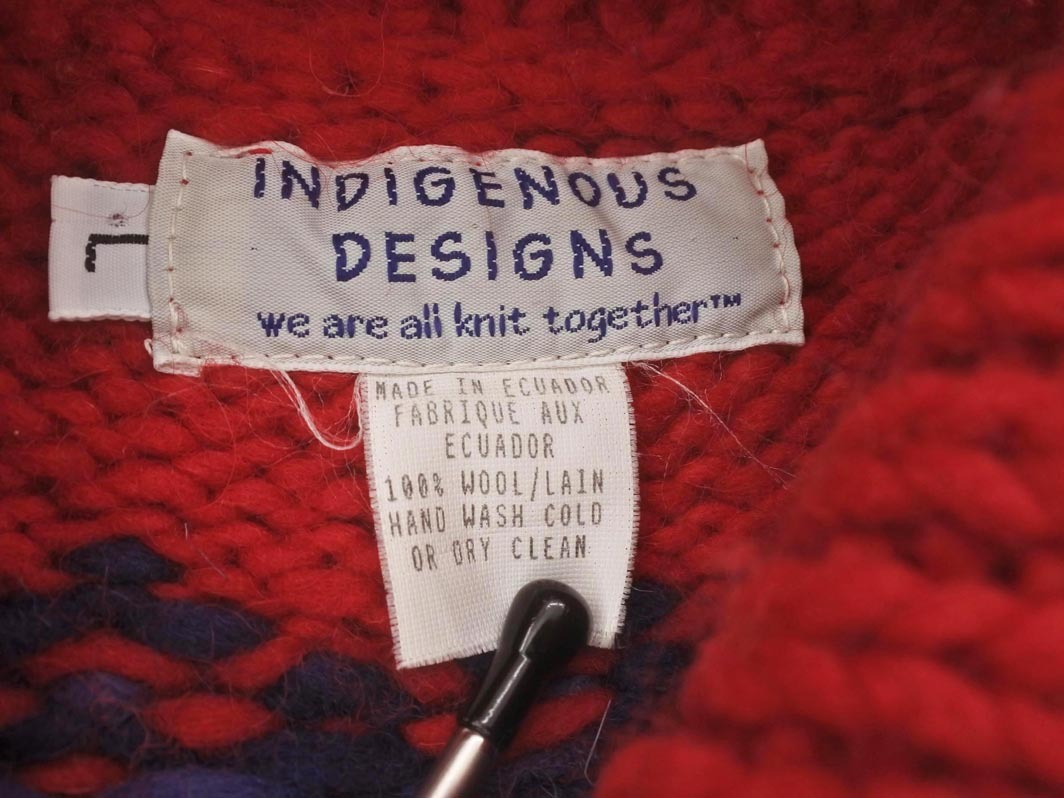 INDIGENOUS
DESIGNS
we are all knit together™
L
MADE IN ECUADOR
FABRIQUE AUX
ECUADOR
100% WOOL/LAIN
HAND WASH COLD
OR DRY CLEAN